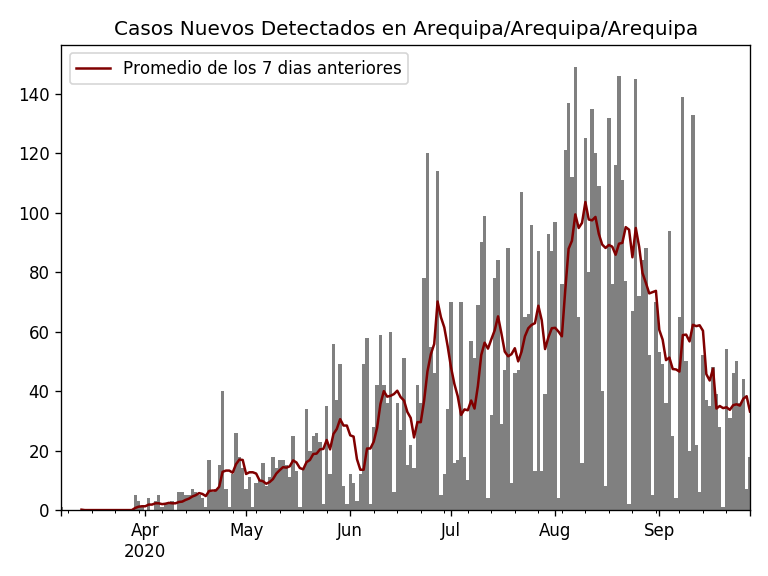 Casos Nuevos Detectados en Arequipa/Arequipa/Arequipa
Promedio de los 7 dias anteriores
140
120
100
80
60
40
20
0
Apr
2020
May
Jun
Jul
Aug
Sep